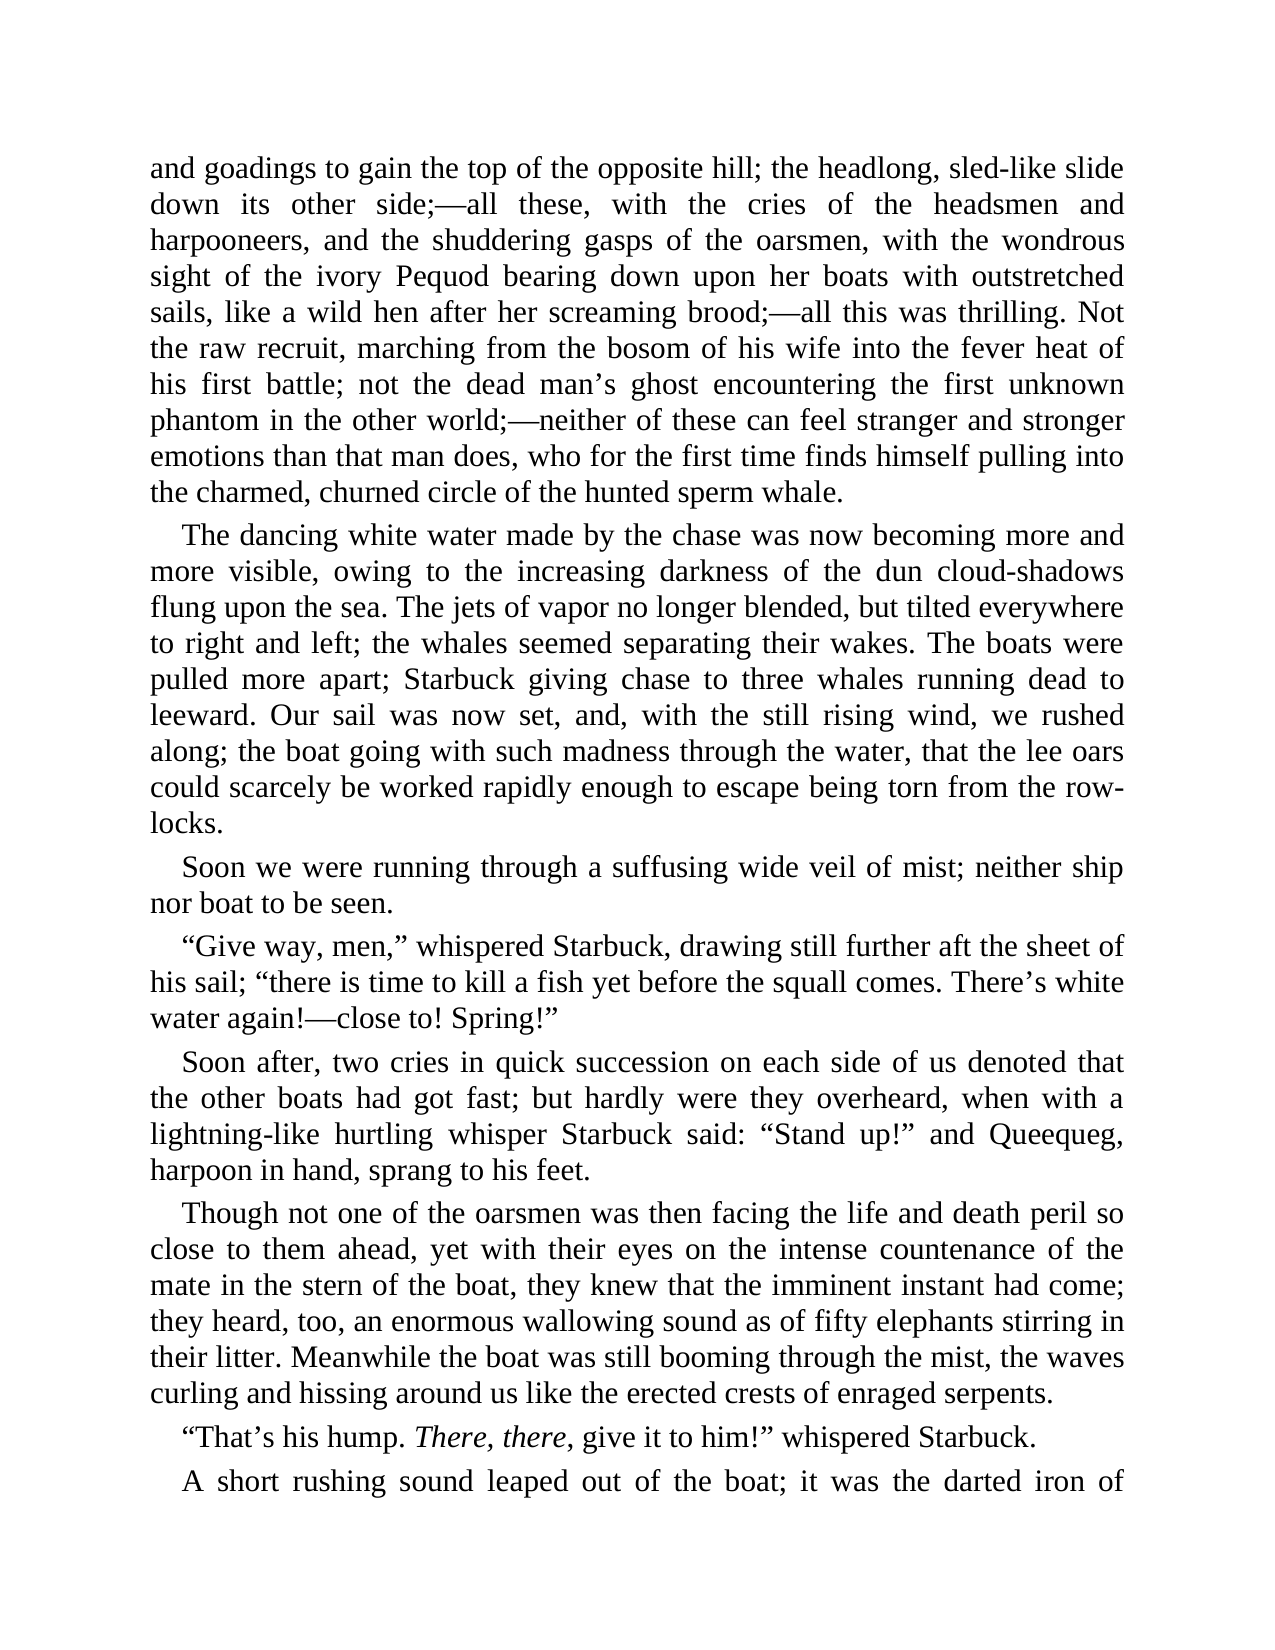 and goadings to gain the top of the opposite hill; the headlong, sled-like slide
down its other side;—all these, with the cries of the headsmen and
harpooneers, and the shuddering gasps of the oarsmen, with the wondrous
sight of the ivory Pequod bearing down upon her boats with outstretched
sails, like a wild hen after her screaming brood;—all this was thrilling. Not
the raw recruit, marching from the bosom of his wife into the fever heat of
his first battle; not the dead man’s ghost encountering the first unknown
phantom in the other world;—neither of these can feel stranger and stronger
emotions than that man does, who for the first time finds himself pulling into
the charmed, churned circle of the hunted sperm whale.
The dancing white water made by the chase was now becoming more and
more visible, owing to the increasing darkness of the dun cloud-shadows
flung upon the sea. The jets of vapor no longer blended, but tilted everywhere
to right and left; the whales seemed separating their wakes. The boats were
pulled more apart; Starbuck giving chase to three whales running dead to
leeward. Our sail was now set, and, with the still rising wind, we rushed
along; the boat going with such madness through the water, that the lee oars
could scarcely be worked rapidly enough to escape being torn from the row-
locks.
Soon we were running through a suffusing wide veil of mist; neither ship
nor boat to be seen.
“Give way, men,” whispered Starbuck, drawing still further aft the sheet of
his sail; “there is time to kill a fish yet before the squall comes. There’s white
water again!—close to! Spring!”
Soon after, two cries in quick succession on each side of us denoted that
the other boats had got fast; but hardly were they overheard, when with a
lightning-like hurtling whisper Starbuck said: “Stand up!” and Queequeg,
harpoon in hand, sprang to his feet.
Though not one of the oarsmen was then facing the life and death peril so
close to them ahead, yet with their eyes on the intense countenance of the
mate in the stern of the boat, they knew that the imminent instant had come;
they heard, too, an enormous wallowing sound as of fifty elephants stirring in
their litter. Meanwhile the boat was still booming through the mist, the waves
curling and hissing around us like the erected crests of enraged serpents.
“That’s his hump. There, there, give it to him!” whispered Starbuck.
A short rushing sound leaped out of the boat; it was the darted iron of